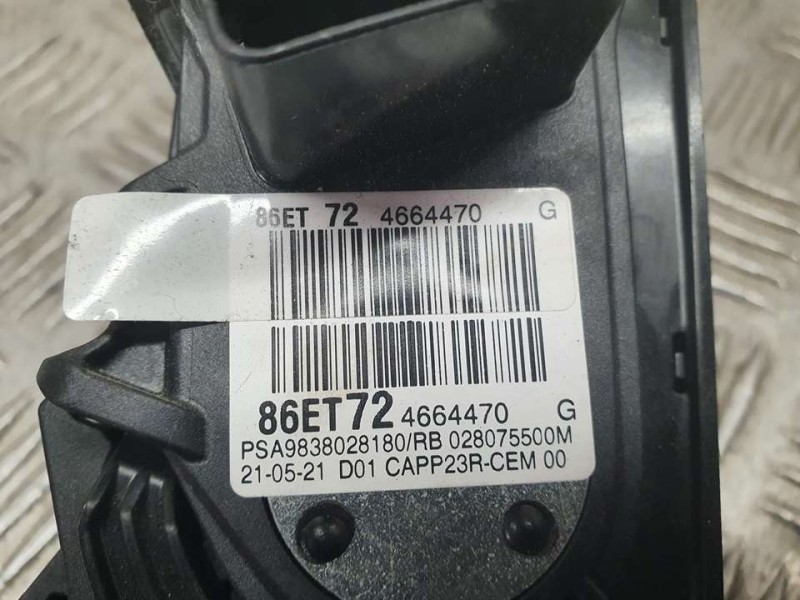 86ET 72 4664470 G
86ET72 4664470 G
PSA9838028180/RB 028075500M
21-05-21 D01 CAPP23R-CEM 00